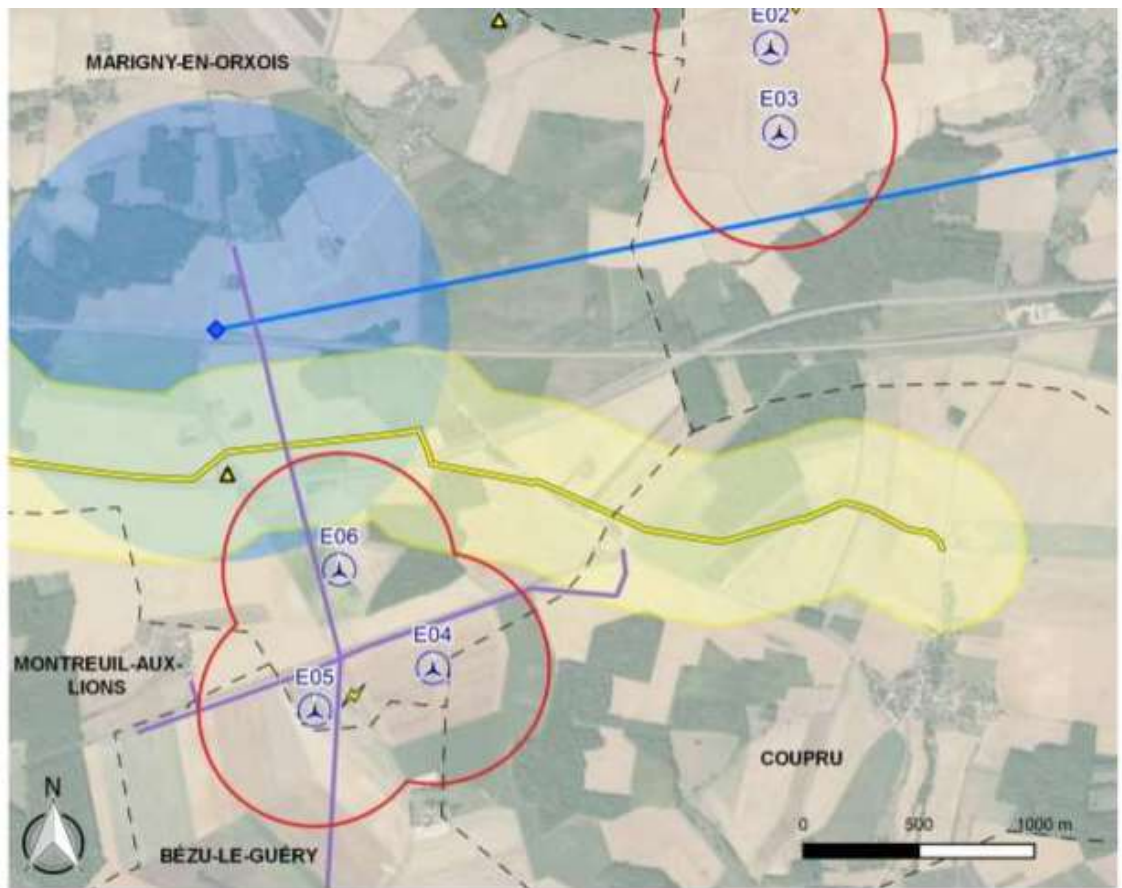 E02
MARIGNY-EN-ORXOIS
E03
E06
E04
MONTREUIL-AUX-
LIONS
E05
COUPRU
N
0 500 1000 m
BÉZU-LE-GUÉRY